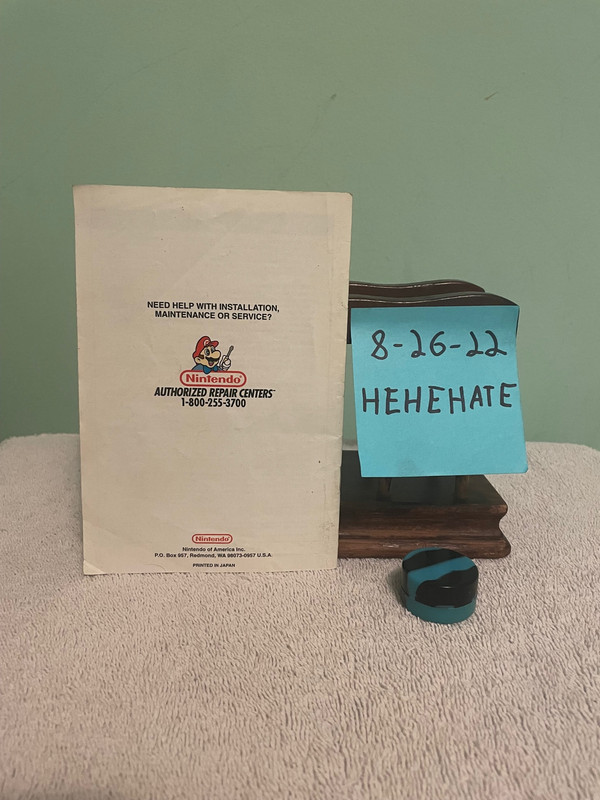 NEED HELP WITH INSTALLATION,
MAINTENANCE OR SERVICE?
Nintendo®
AUTHORIZED REPAIR CENTERS™
1-800-255-3700
Nintendo®
Nintendo of America Inc.
P.O. Box 957, Redmond, WA 98073-0957 U.S.A.
PRINTED IN JAPAN
8-26-22
HEHEHATE